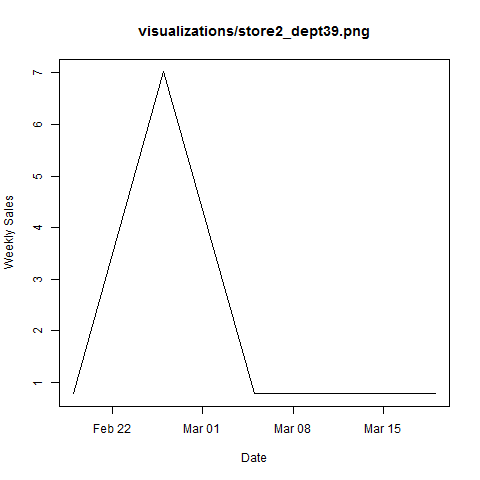 visualizations/store2_dept39.png
7
6
5
4
3
2
1
Weekly Sales
Feb 22
Mar 01
Mar 08
Mar 15
Date